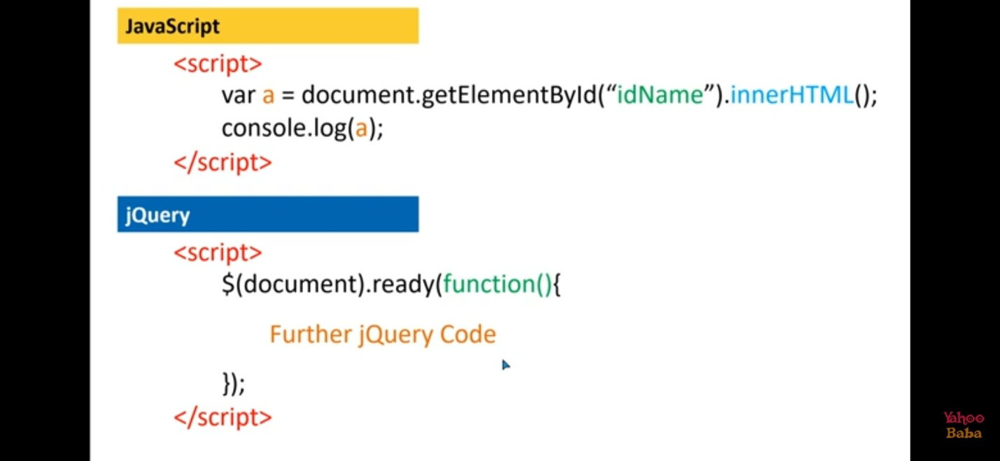 JavaScript
<script>
var a = document.getElementById(“idName”).innerHTML();
console.log(a);
</script>
jQuery
<script>
$(document).ready(function(){
Further jQuery Code
});
</script>
Yahoo
Baba